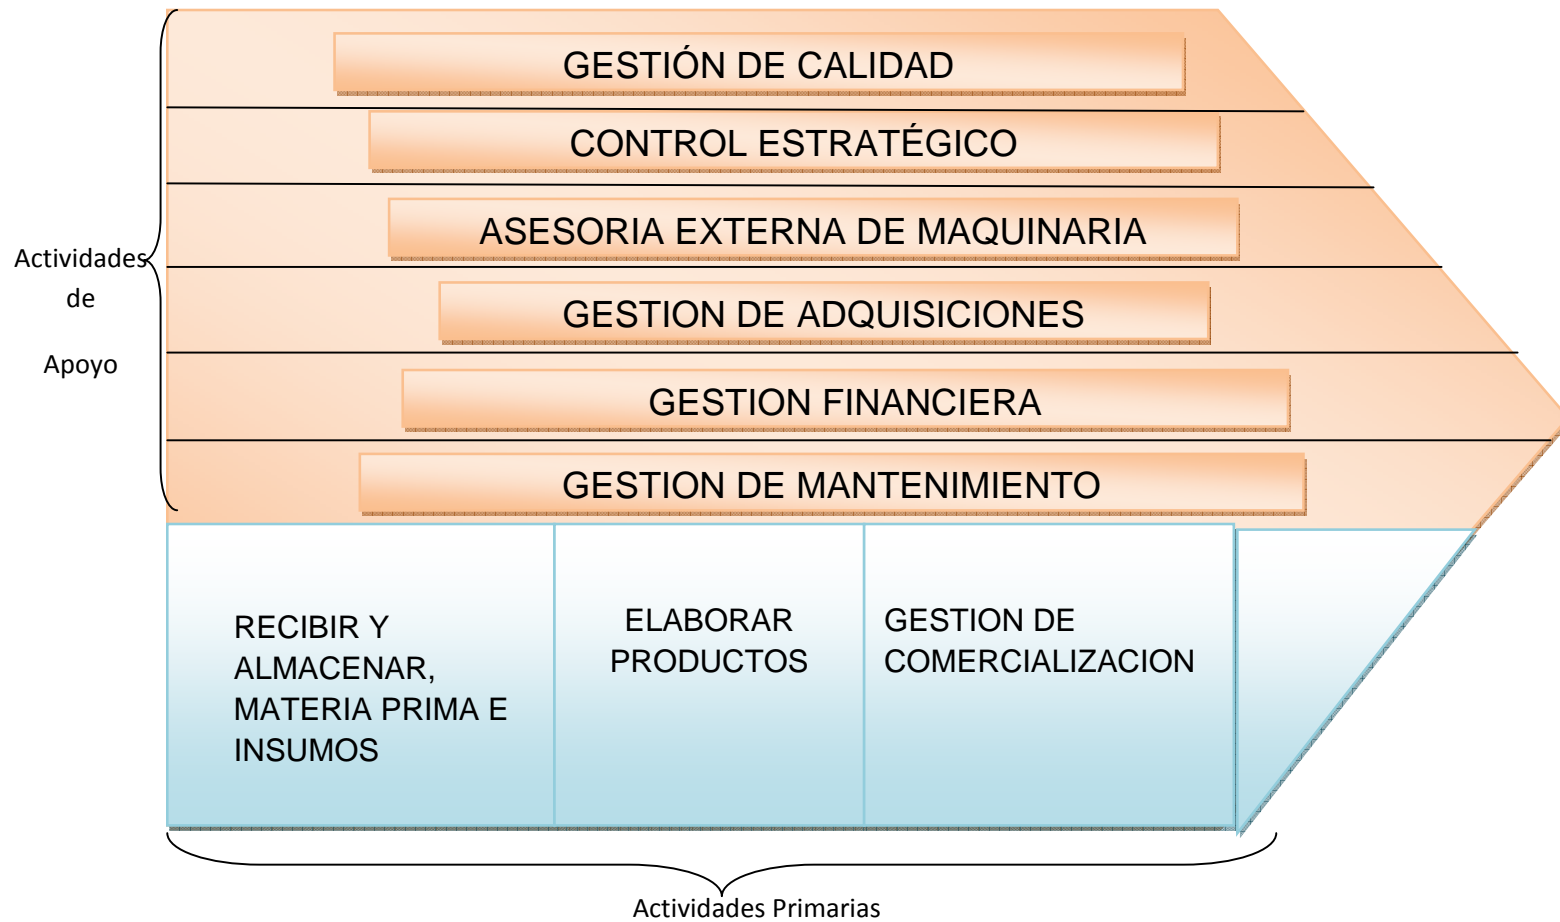 GESTIÓN DE CALIDAD
CONTROL ESTRATÉGICO
ASESORIA EXTERNA DE MAQUINARIA
GESTION DE ADQUISICIONES
GESTION FINANCIERA
GESTION DE MANTENIMIENTO
Actividades
de
Apoyo
RECIBIR Y
ALMACENAR,
MATERIA PRIMA E
INSUMOS
ELABORAR
PRODUCTOS
GESTION DE
COMERCIALIZACION
Actividades Primarias